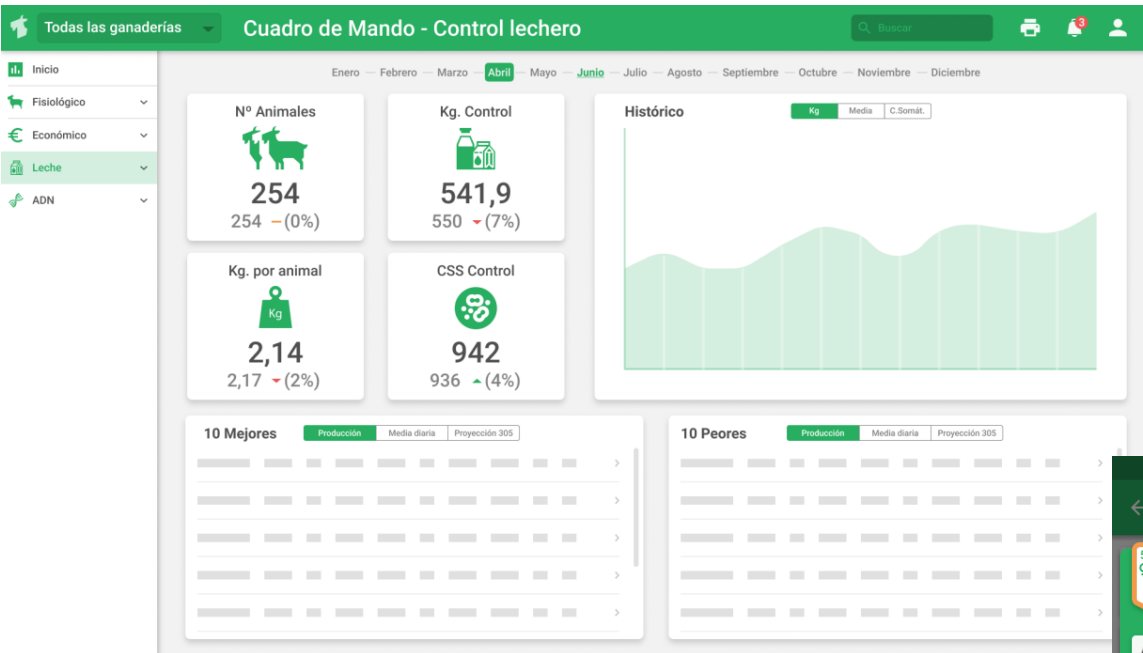 Todas las ganaderías
Cuadro de Mando - Control lechero
Buscar
3
Inicio
Fisiológico
Económico
Leche
ADN
Enero — Febrero — Marzo — Abril — Mayo — Junio — Julio — Agosto — Septiembre — Octubre — Noviembre — Diciembre
Nº Animales
254
254 – (0%)
Kg. Control
541,9
550 (7%)
Kg. por animal
Kg
2,14
2,17 (2%)
CSS Control
942
936 (4%)
Histórico
Kg Media C.Somát.
10 Mejores
Producción Media diaria Proyección 305
10 Peores
Producción Media diaria Proyección 305